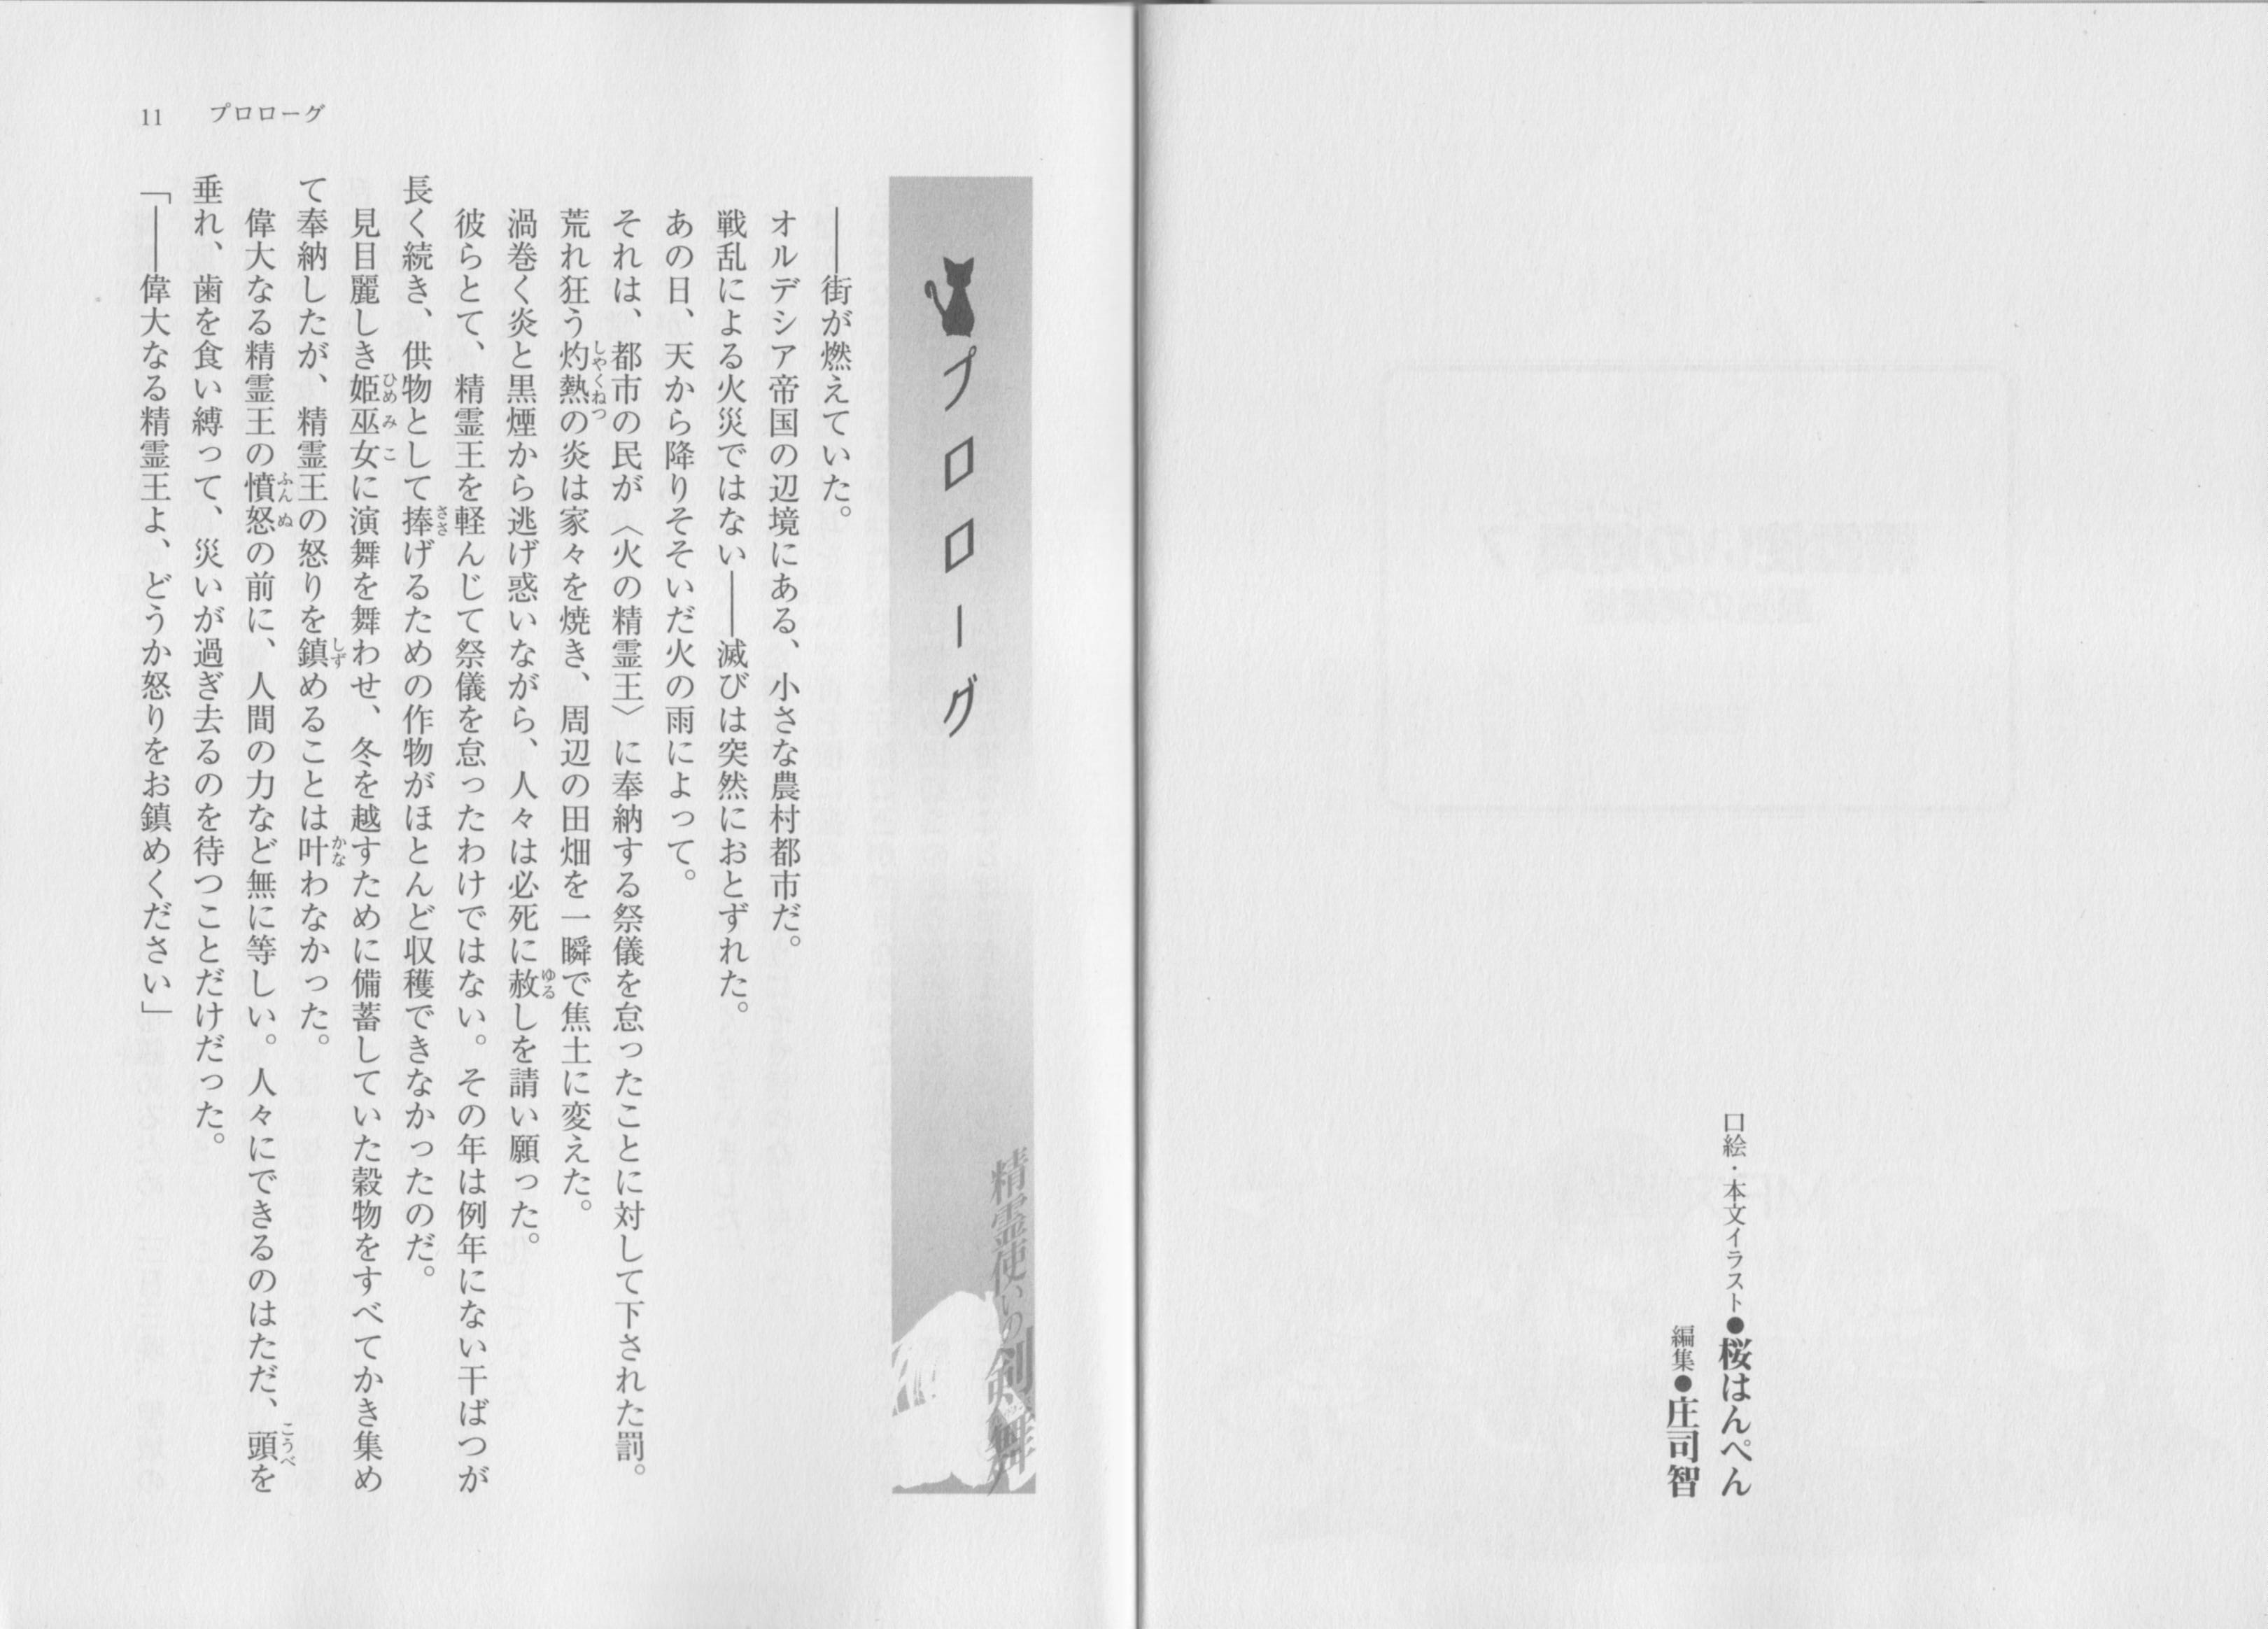 口絵・本文イラスト●桜はんぺん
編集●庄司智
プロローグ
精霊使いの剣舞
――街が燃えていた。
オルデシア帝国の辺境にある、小さな農村都市だ。
戦乱による火災ではない――滅びは突然におとずれた。
あの日、天から降りそそいだ火の雨によって。
それは、都市の民が〈火の精霊王〉に奉納する祭儀を怠ったことに対して下された罰。
荒れ狂う灼熱の炎は家々を焼き、周辺の田畑を一瞬で焦土に変えた。
渦巻く炎と黒煙から逃げ惑いながら、人々は必死に赦しを請い願った。
彼らとて、精霊王を軽んじて祭儀を怠ったわけではない。その年は例年にない干ばつが
長く続き、供物として捧げるための作物がほとんど収穫できなかったのだ。
見目麗しき姫巫女に演舞を舞わせ、冬を越すために備蓄していた穀物をすべてかき集め
て奉納したが、精霊王の怒りを鎮めることは叶わなかった。
偉大なる精霊王の憤怒の前に、人間の力など無に等しい。人々にできるのはただ、頭を
垂れ、歯を食い縛って、災いが過ぎ去るのを待つことだけだった。
「――偉大なる精霊王よ、どうか怒りをお鎮めください」
11 プロローグ